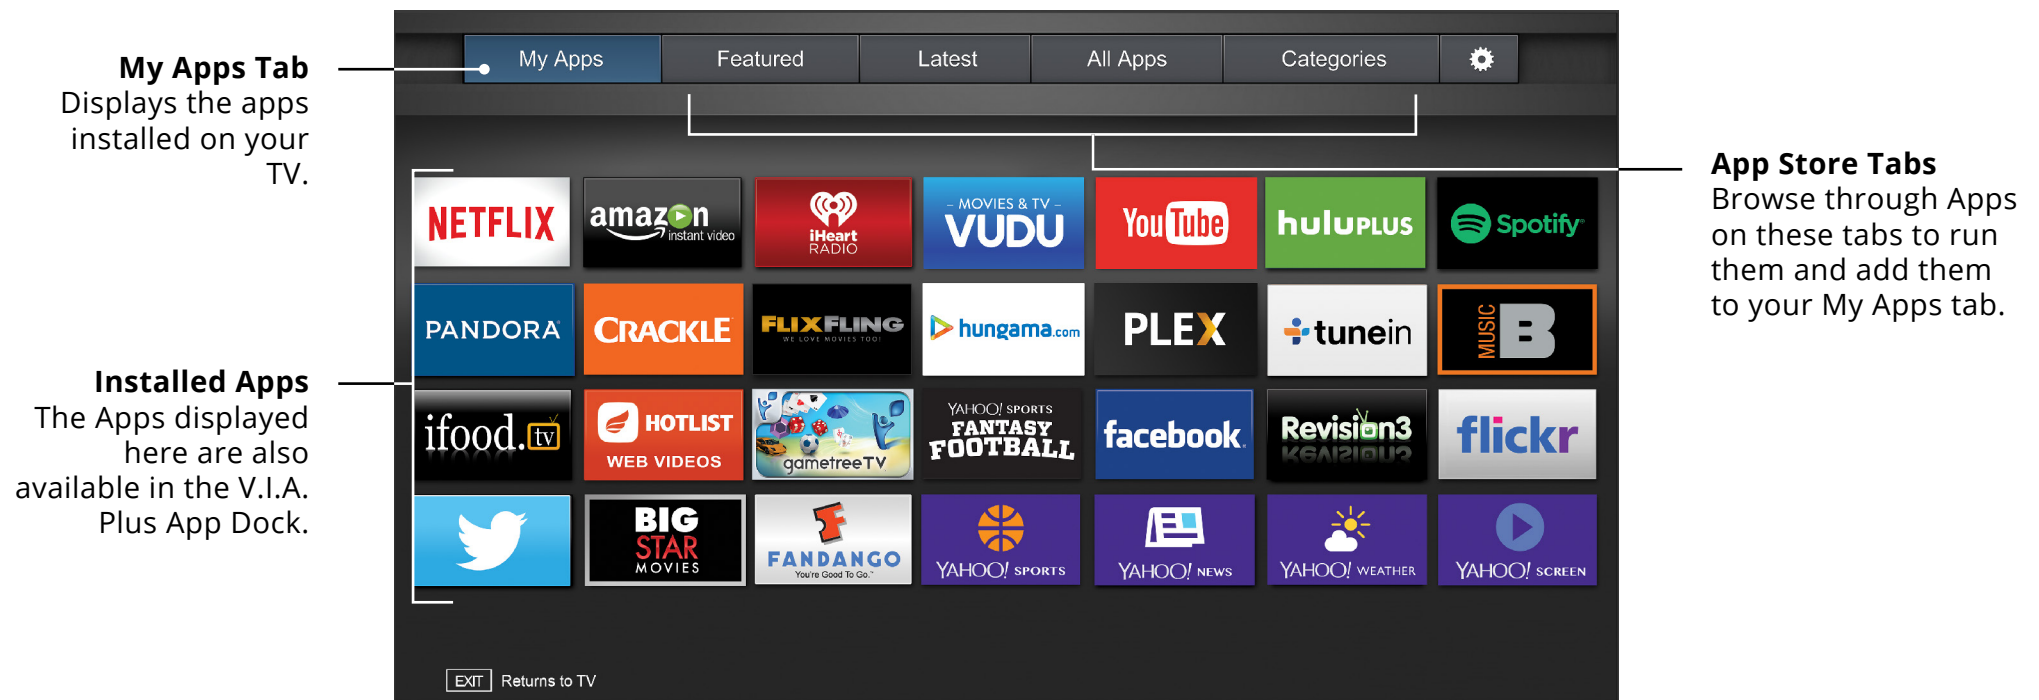 My Apps Tab
Displays the apps
installed on your
TV.
Installed Apps
The Apps displayed
here are also
available in the V.I.A.
Plus App Dock.
My Apps
Featured
Latest
All Apps
Categories
NETFLIX
amazon
instant video
iHeart
RADIO
– MOVIES & TV –
VUDU
YouTube
huluPLUS
Spotify
PANDORA
CRACKLE
FLIXFLING
WE LOVE MOVIES TOO!
hungama.com
PLEX
tunein
MUSIC
B
ifood.tv
HOTLIST
WEB VIDEOS
gametreeTV
YAHOO! SPORTS
FANTASY
FOOTBALL
facebook
Revision3
flickr
BIG
STAR
MOVIES
FANDANGO
You're Good To Go.™
YAHOO! SPORTS
YAHOO! NEWS
YAHOO! WEATHER
YAHOO! SCREEN
EXIT Returns to TV
App Store Tabs
Browse through Apps
on these tabs to run
them and add them
to your My Apps tab.